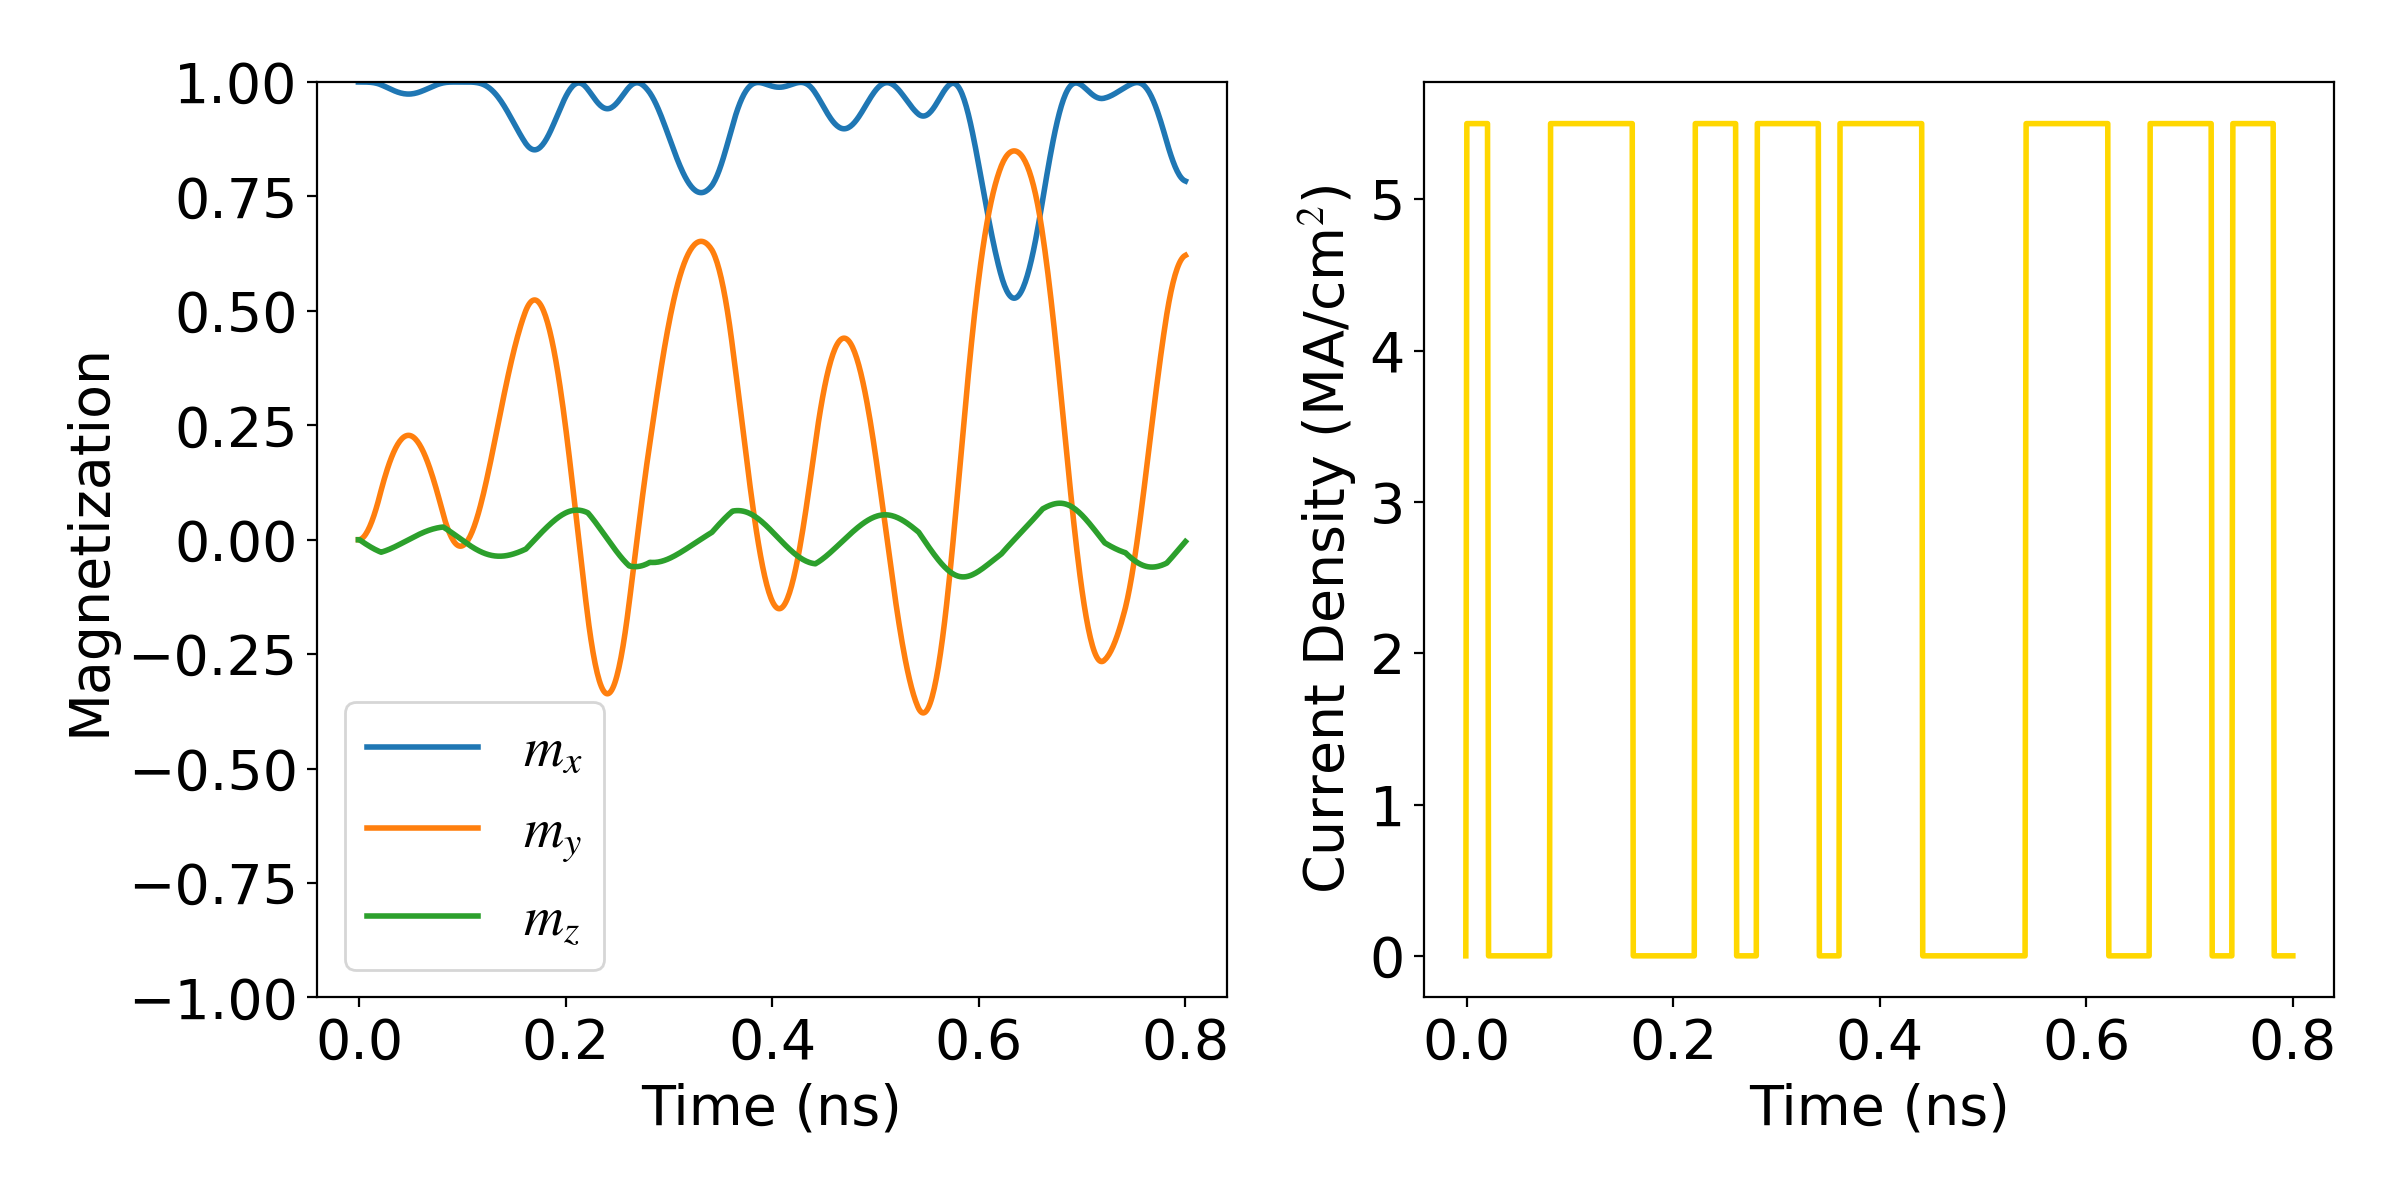 1.00
0.75
0.50
0.25
0.00
−0.25
−0.50
−0.75
−1.00
Magnetization
0.0 0.2 0.4 0.6 0.8
Time (ns)
mₓ
m_y
m_z
5
4
3
2
1
0
Current Density (MA/cm²)
0.0 0.2 0.4 0.6 0.8
Time (ns)